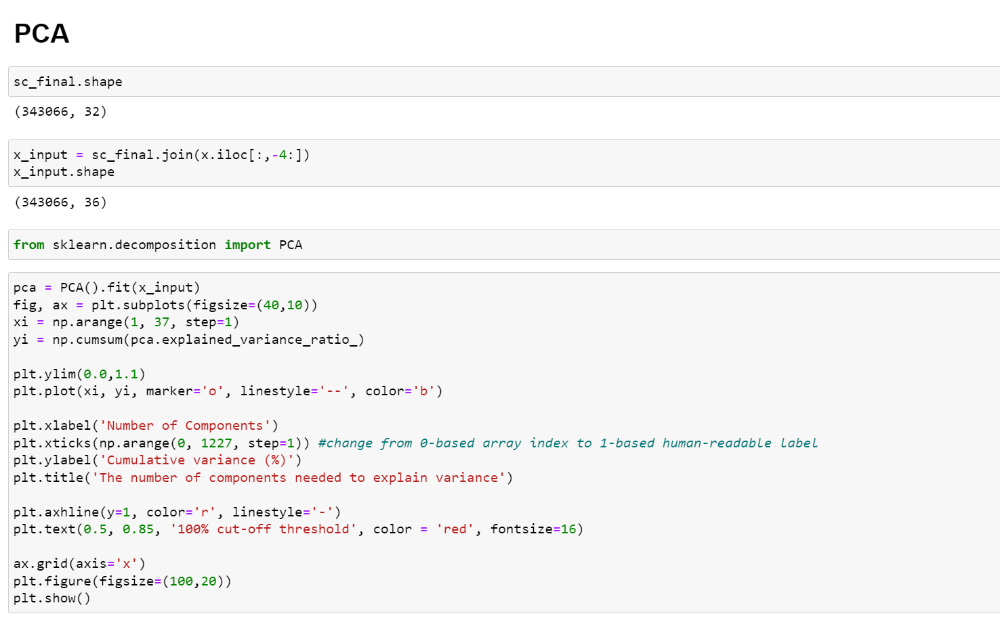 PCA
sc_final.shape
(343066, 32)
x_input = sc_final.join(x.iloc[:,-4:])
x_input.shape
(343066, 36)
from sklearn.decomposition import PCA
pca = PCA().fit(x_input)
fig, ax = plt.subplots(figsize=(40,10))
xi = np.arange(1, 37, step=1)
yi = np.cumsum(pca.explained_variance_ratio_)
plt.ylim(0.0,1.1)
plt.plot(xi, yi, marker='o', linestyle='--', color='b')
plt.xlabel('Number of Components')
plt.xticks(np.arange(0, 1227, step=1)) #change from 0-based array index to 1-based human-readable label
plt.ylabel('Cumulative variance (%)')
plt.title('The number of components needed to explain variance')
plt.axhline(y=1, color='r', linestyle='-')
plt.text(0.5, 0.85, '100% cut-off threshold', color = 'red', fontsize=16)
ax.grid(axis='x')
plt.figure(figsize=(100,20))
plt.show()